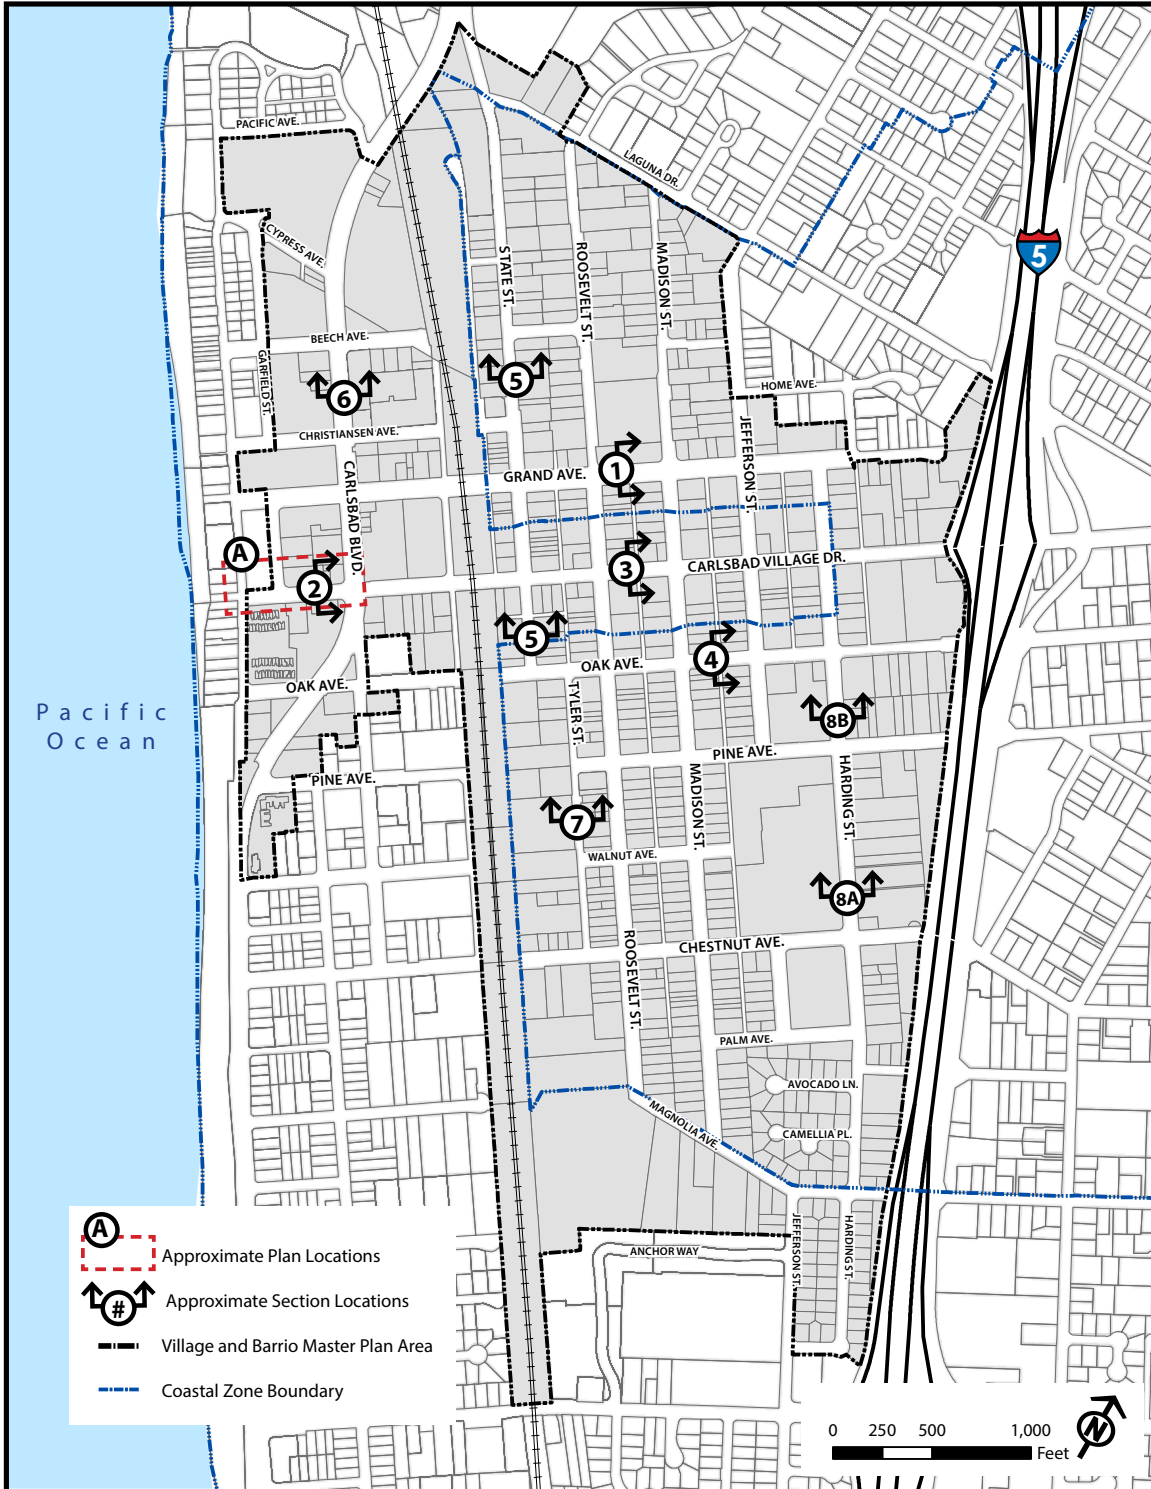 PACIFIC AVE.
LAGUNA DR.
CYPRESS AVE.
STATE ST.
ROOSEVELT ST.
MADISON ST.
5
BEECH AVE.
GARFIELD ST.
6
5
HOME AVE.
CHRISTIANSEN AVE.
JEFFERSON ST.
CARLSBAD BLVD.
GRAND AVE.
1
A
2
3
CARLSBAD VILLAGE DR.
5
OAK AVE.
4
OAK AVE.
TYLER ST.
8B
Pacific
Ocean
PINE AVE.
PINE AVE.
MADISON ST.
HARDING ST.
7
WALNUT AVE.
8A
ROOSEVELT ST.
CHESTNUT AVE.
PALM AVE.
AVOCADO LN.
MAGNOLIA AVE.
CAMELLIA PL.
JEFFERSON ST.
HARDING ST.
ANCHOR WAY
A
Approximate Plan Locations
#
Approximate Section Locations
Village and Barrio Master Plan Area
Coastal Zone Boundary
0 250 500 1,000
Feet
N